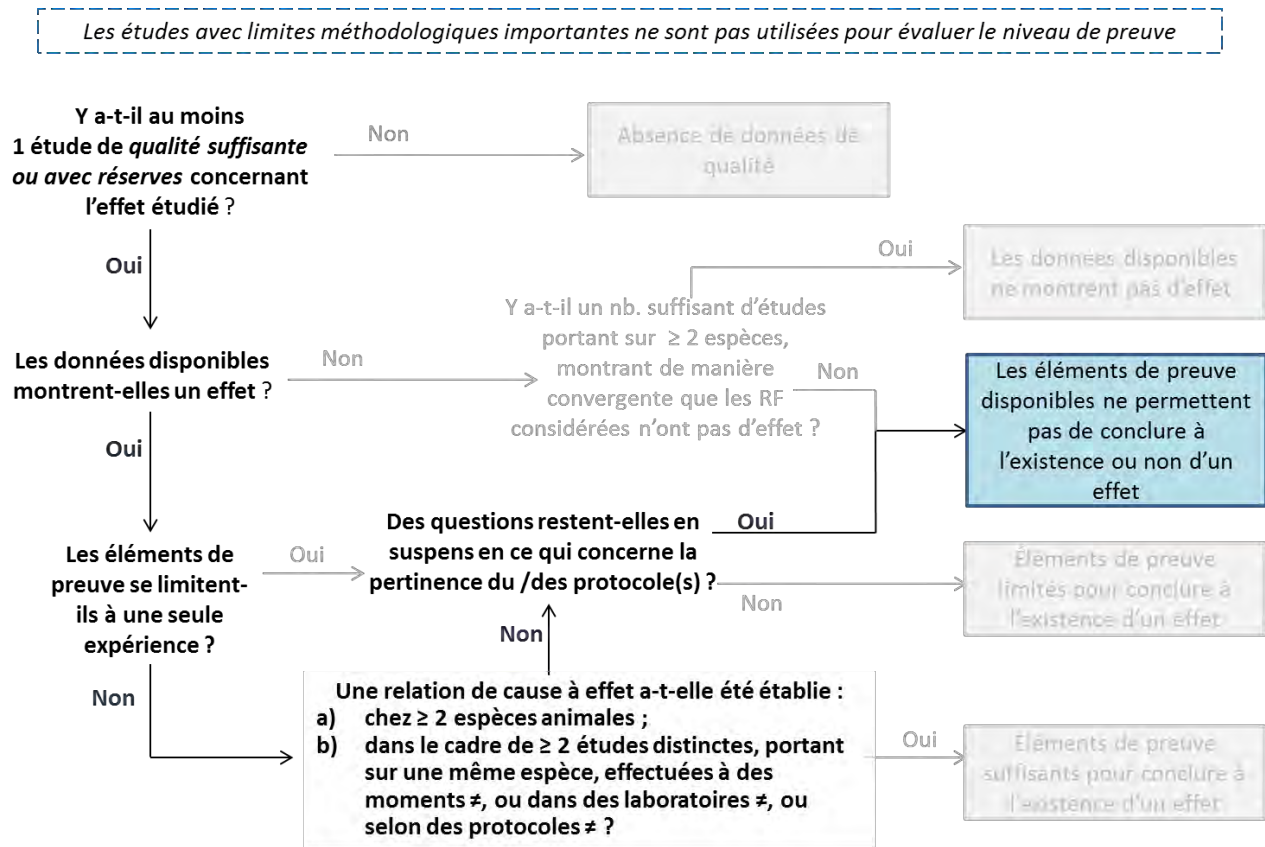 Les études avec limites méthodologiques importantes ne sont pas utilisées pour évaluer le niveau de preuve
Y a-t-il au moins
1 étude de qualité suffisante
ou avec réserves concernant
l'effet étudié ?
Non
Absence de données de
qualité
Oui
Oui
Les données disponibles
ne montrent pas d'effet
Y a-t-il un nb. suffisant d'études
portant sur ≥ 2 espèces,
montrant de manière
convergente que les RF
considérées n'ont pas d'effet ?
Les données disponibles
montrent-elles un effet ?
Non
Non
Les éléments de preuve
disponibles ne permettent
pas de conclure à
l'existence ou non d'un
effet
Oui
Des questions restent-elles en
suspens en ce qui concerne la
pertinence du /des protocole(s) ?
Oui
Les éléments de
preuve se limitent-
ils à une seule
expérience ?
Oui
Non
Éléments de preuve
limités pour conclure à
l'existence d'un effet
Non
Non
Une relation de cause à effet a-t-elle été établie :
a) chez ≥ 2 espèces animales ;
b) dans le cadre de ≥ 2 études distinctes, portant
sur une même espèce, effectuées à des
moments ≠, ou dans des laboratoires ≠, ou
selon des protocoles ≠ ?
Oui
Éléments de preuve
suffisants pour conclure à
l'existence d'un effet